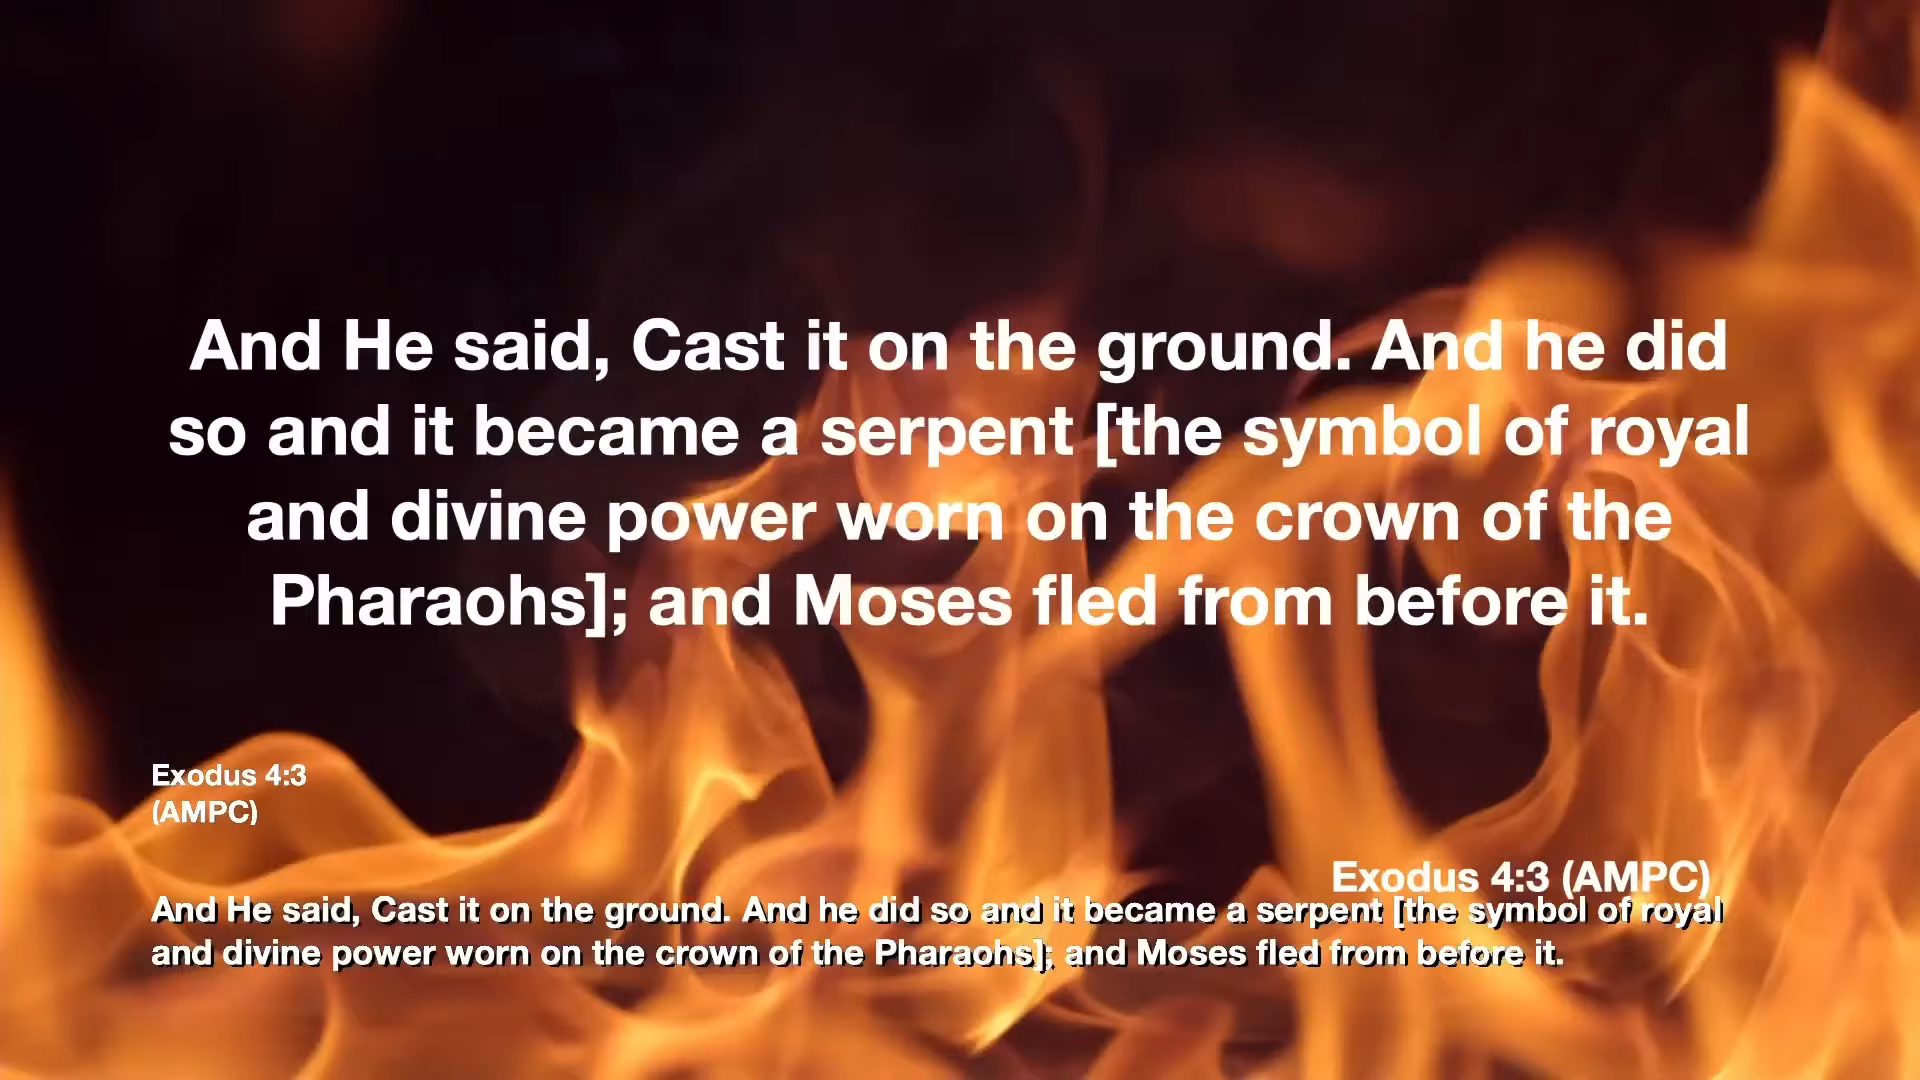 And He said, Cast it on the ground. And he did
so and it became a serpent [the symbol of royal
and divine power worn on the crown of the
Pharaohs]; and Moses fled from before it.
Exodus 4:3
(AMPC)
Exodus 4:3 (AMPC)
And He said, Cast it on the ground. And he did so and it became a serpent [the symbol of royal
and divine power worn on the crown of the Pharaohs]; and Moses fled from before it.